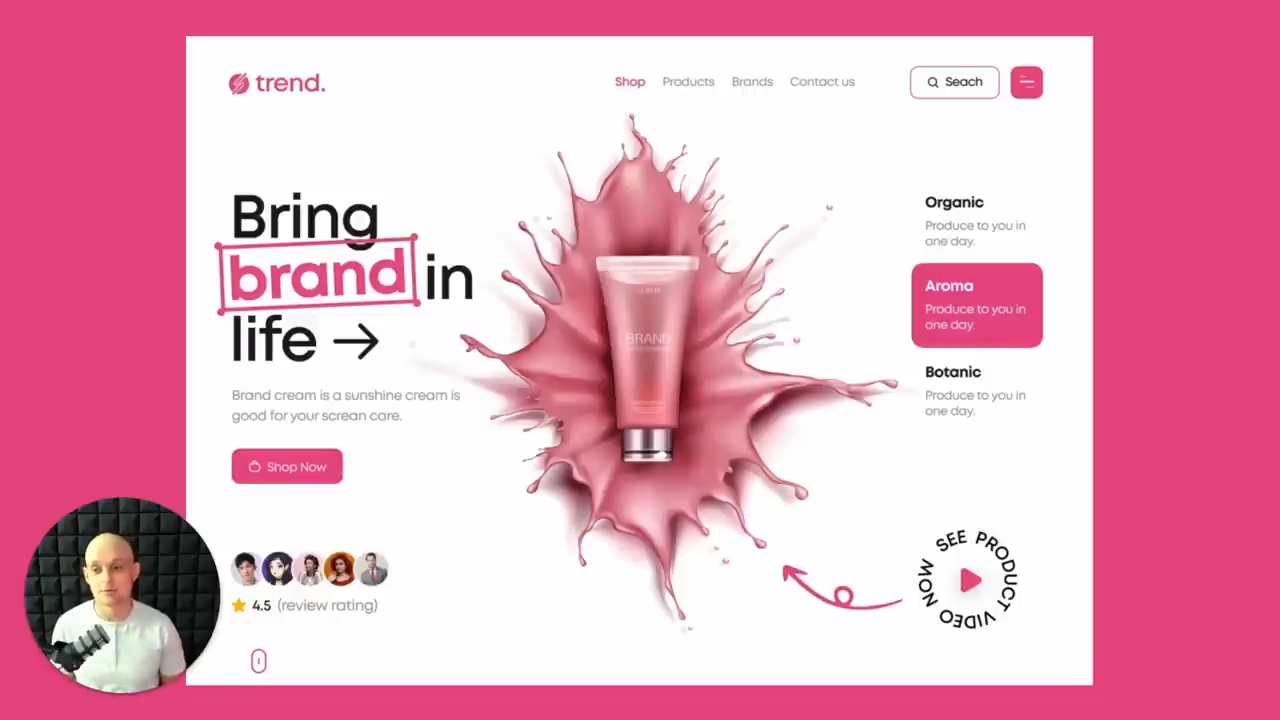 trend.
Shop Products Brands Contact us
Seach
Bring
brand in
life →
Brand cream is a sunshine cream is
good for your screan care.
Shop Now
4.5 (review rating)
BRAND
Organic
Produce to you in
one day.
Aroma
Produce to you in
one day.
Botanic
Produce to you in
one day.
SEE PRODUCT VIDEO NOW